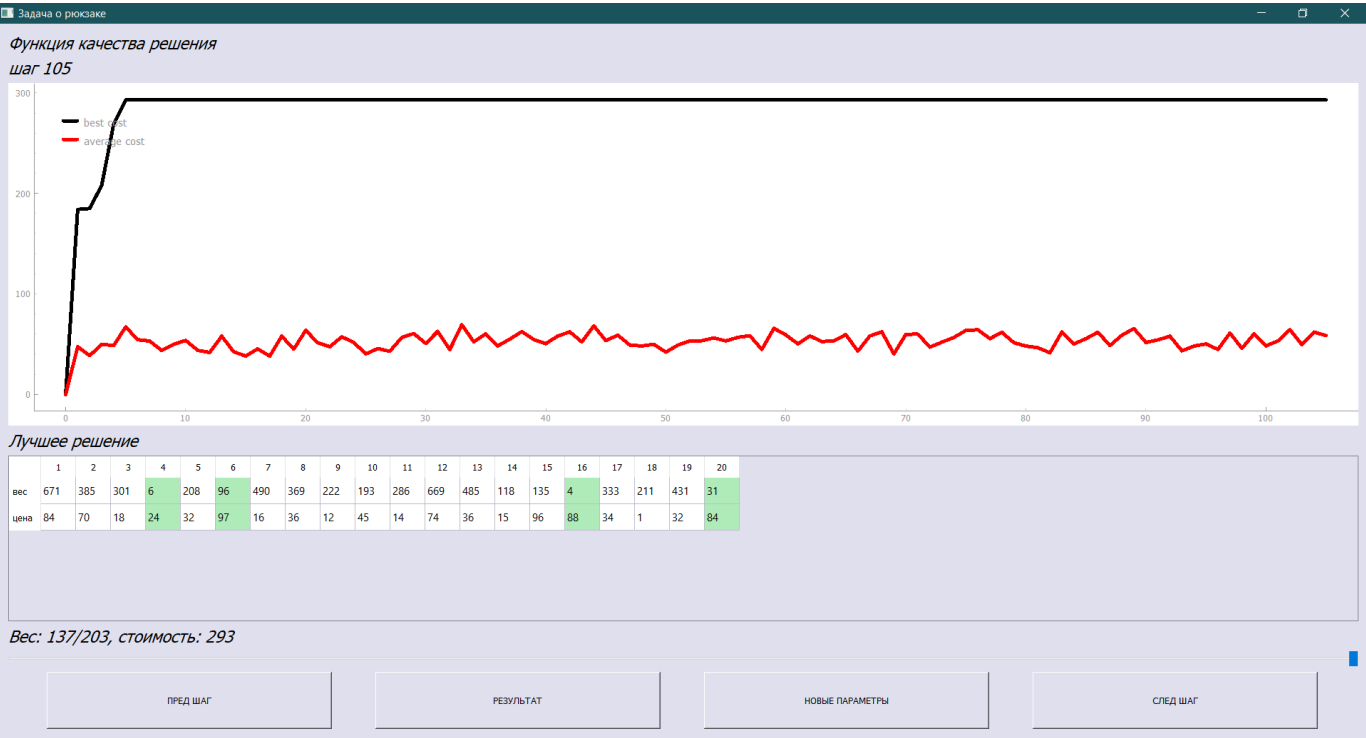 Задача о рюкзаке
Функция качества решения
шаг 105
300
best cost
average cost
200
100
0
0 10 20 30 40 50 60 70 80 90 100
Лучшее решение
1 2 3 4 5 6 7 8 9 10 11 12 13 14 15 16 17 18 19 20
вес 671 385 301 6 208 96 490 369 222 193 286 669 485 118 135 4 333 211 431 31
цена 84 70 18 24 32 97 16 36 12 45 14 74 36 15 96 88 34 1 32 84
Вес: 137/203, стоимость: 293
ПРЕД ШАГ РЕЗУЛЬТАТ НОВЫЕ ПАРАМЕТРЫ СЛЕД ШАГ